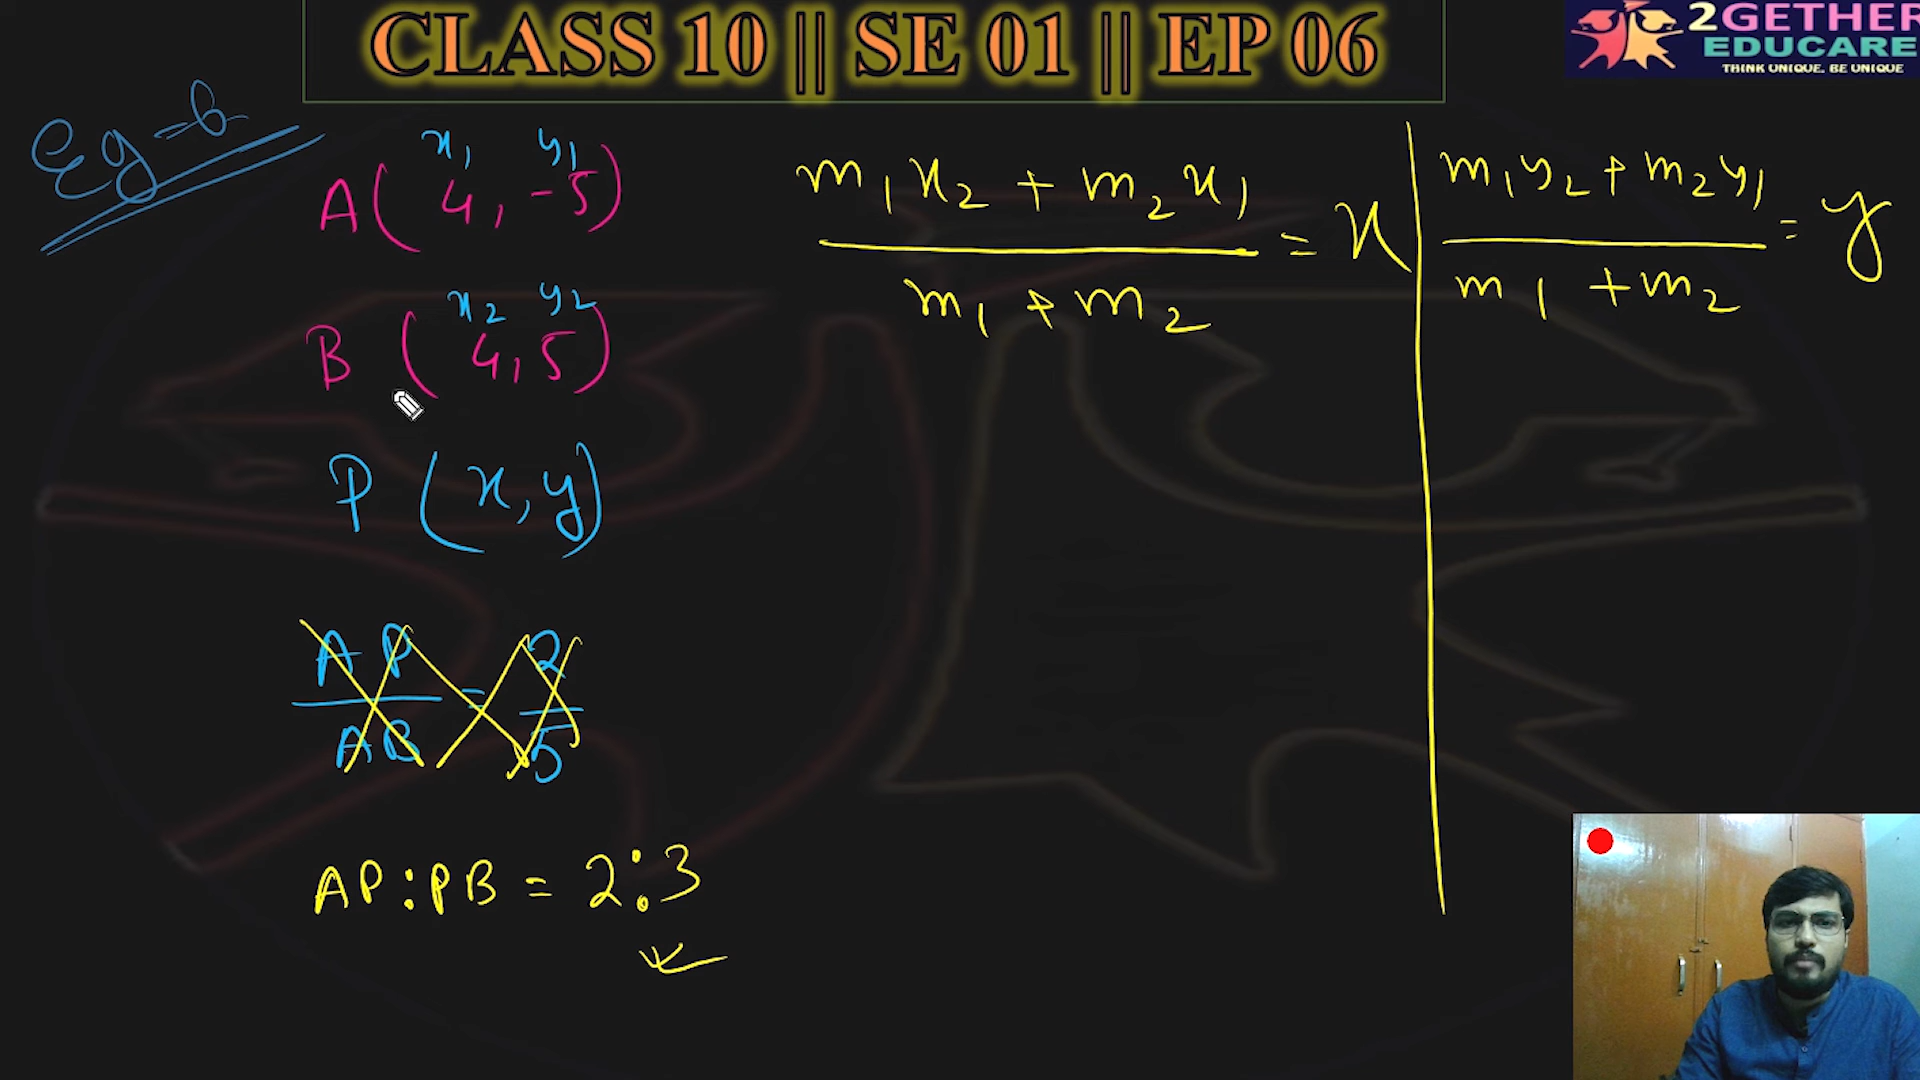 CLASS 10 || SE 01 || EP 06
2GETHER
EDUCARE
THINK UNIQUE, BE UNIQUE
Eg = 6
x1 y1
A( 4, -5)
x2 y2
B ( 4, 5)
P (x, y)
AP/AB = 2/5
AP:PB = 2:3
m1x2 + m2x1
m1 + m2
= x
m1y2 + m2y1
m1 + m2
= y